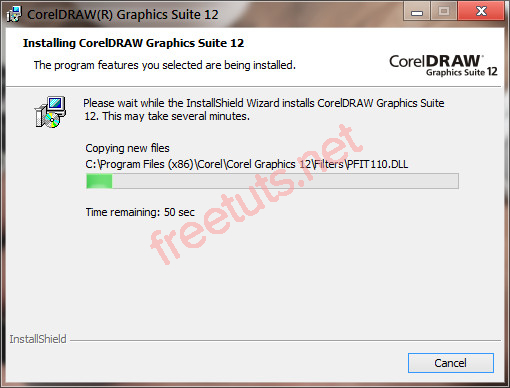 CorelDRAW(R) Graphics Suite 12
Installing CorelDRAW Graphics Suite 12
The program features you selected are being installed.
CorelDRAW
Graphics Suite 12
Please wait while the InstallShield Wizard installs CorelDRAW Graphics Suite
12. This may take several minutes.
Copying new files
C:\Program Files (x86)\Corel\Corel Graphics 12\Filters\PFIT110.DLL
Time remaining: 50 sec
freetuts.net
InstallShield
Cancel